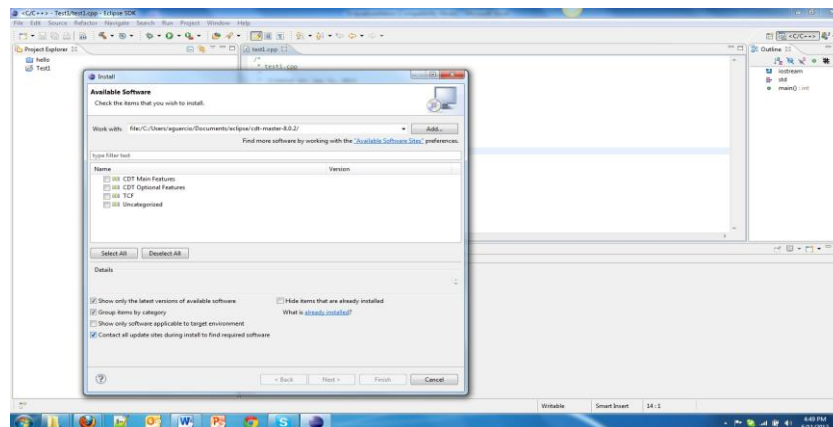 <C/C++> - Test1/test1.cpp - Eclipse SDK
File Edit Source Refactor Navigate Search Run Project Window Help
<C/C++>
Project Explorer
test1.cpp
Outline
hello
Test1
/*
* test1.cpp
iostream
std
main() : int
Install
Available Software
Check the items that you wish to install.
Work with: file:/C:/Users/aguercio/Documents/eclipse/cdt-master-8.0.2/
Add...
Find more software by working with the "Available Software Sites" preferences.
type filter text
Name Version
CDT Main Features
CDT Optional Features
TCF
Uncategorized
Select All Deselect All
Details
Show only the latest versions of available software Hide items that are already installed
Group items by category What is already installed?
Show only software applicable to target environment
Contact all update sites during install to find required software
< Back Next > Finish Cancel
Writable Smart Insert 14 : 1
6:49 PM